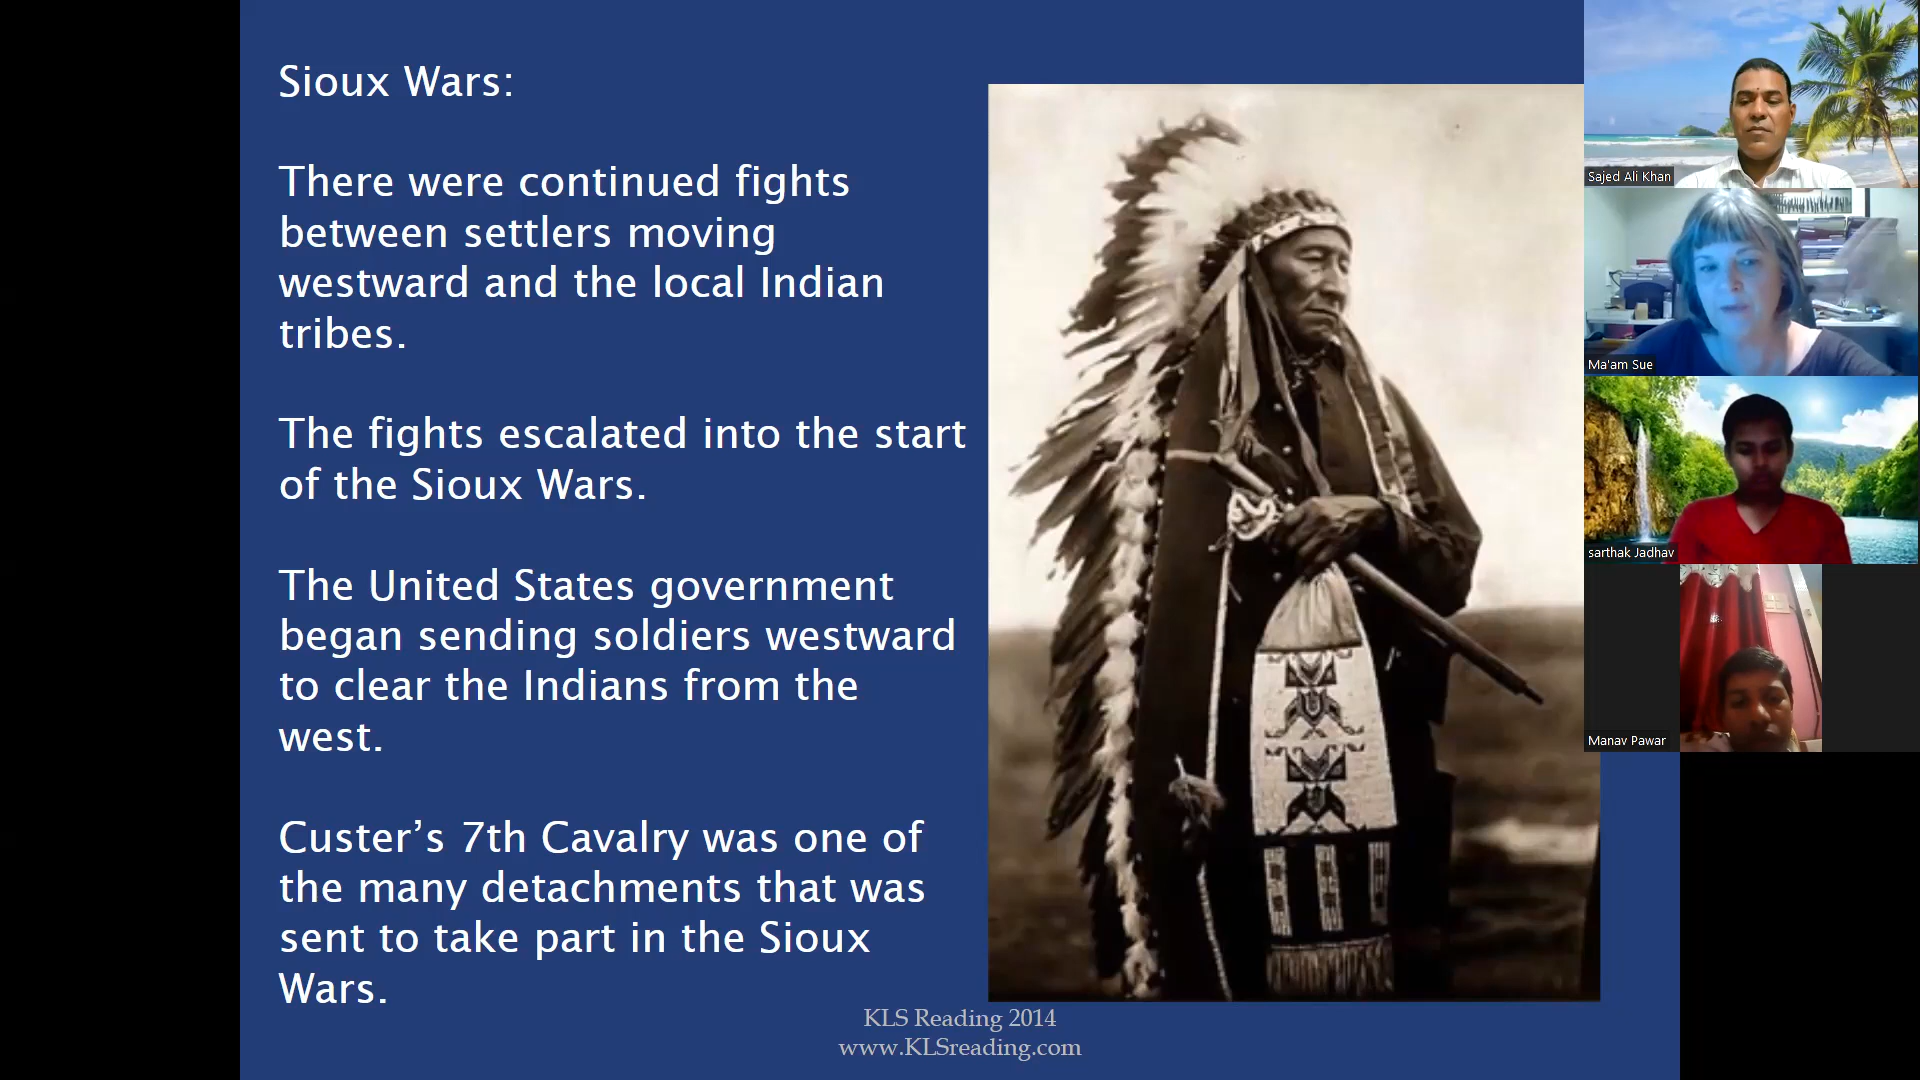 Sioux Wars:
There were continued fights
between settlers moving
westward and the local Indian
tribes.
The fights escalated into the start
of the Sioux Wars.
The United States government
began sending soldiers westward
to clear the Indians from the
west.
Custer’s 7th Cavalry was one of
the many detachments that was
sent to take part in the Sioux
Wars.
KLS Reading 2014
www.KLSreading.com
Sajed Ali Khan
Ma'am Sue
sarthak Jadhav
Manav Pawar